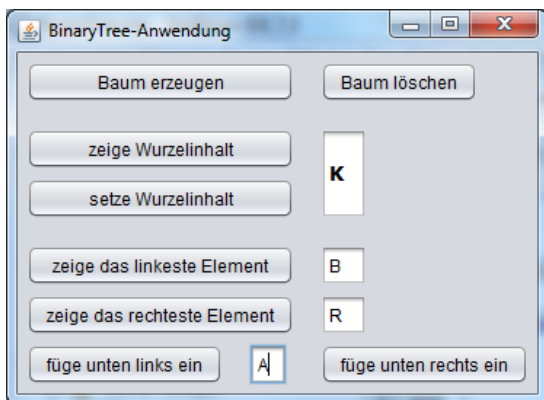 BinaryTree-Anwendung
Baum erzeugen
Baum löschen
zeige Wurzelinhalt
K
setze Wurzelinhalt
zeige das linkeste Element
B
zeige das rechteste Element
R
füge unten links ein
A
füge unten rechts ein